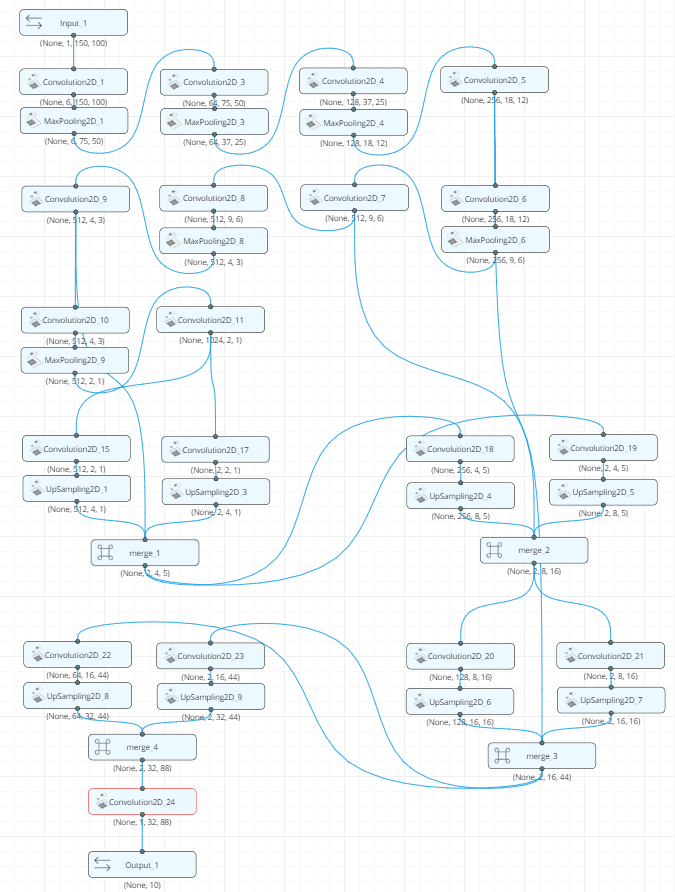 Input_1
(None, 1, 150, 100)
Convolution2D_1
(None, 6, 150, 100)
MaxPooling2D_1
(None, 6, 75, 50)
Convolution2D_3
(None, 64, 75, 50)
MaxPooling2D_3
(None, 64, 37, 25)
Convolution2D_4
(None, 128, 37, 25)
MaxPooling2D_4
(None, 128, 18, 12)
Convolution2D_5
(None, 256, 18, 12)
Convolution2D_9
(None, 512, 4, 3)
Convolution2D_8
(None, 512, 9, 6)
MaxPooling2D_8
(None, 512, 4, 3)
Convolution2D_7
(None, 512, 9, 6)
Convolution2D_6
(None, 256, 18, 12)
MaxPooling2D_6
(None, 256, 9, 6)
Convolution2D_10
(None, 512, 4, 3)
MaxPooling2D_9
(None, 512, 2, 1)
Convolution2D_11
(None, 1024, 2, 1)
Convolution2D_15
(None, 512, 2, 1)
UpSampling2D_1
(None, 512, 4, 1)
Convolution2D_17
(None, 2, 2, 1)
UpSampling2D_3
(None, 2, 4, 1)
Convolution2D_18
(None, 256, 4, 5)
UpSampling2D_4
(None, 256, 8, 5)
Convolution2D_19
(None, 2, 4, 5)
UpSampling2D_5
(None, 2, 8, 5)
merge_1
(None, 2, 4, 5)
merge_2
(None, 2, 8, 16)
Convolution2D_22
(None, 64, 16, 44)
UpSampling2D_8
(None, 64, 32, 44)
Convolution2D_23
(None, 2, 16, 44)
UpSampling2D_9
(None, 2, 32, 44)
Convolution2D_20
(None, 128, 8, 16)
UpSampling2D_6
(None, 128, 16, 16)
Convolution2D_21
(None, 2, 8, 16)
UpSampling2D_7
(None, 2, 16, 16)
merge_4
(None, 2, 32, 88)
merge_3
(None, 2, 16, 44)
Convolution2D_24
(None, 1, 32, 88)
Output_1
(None, 10)